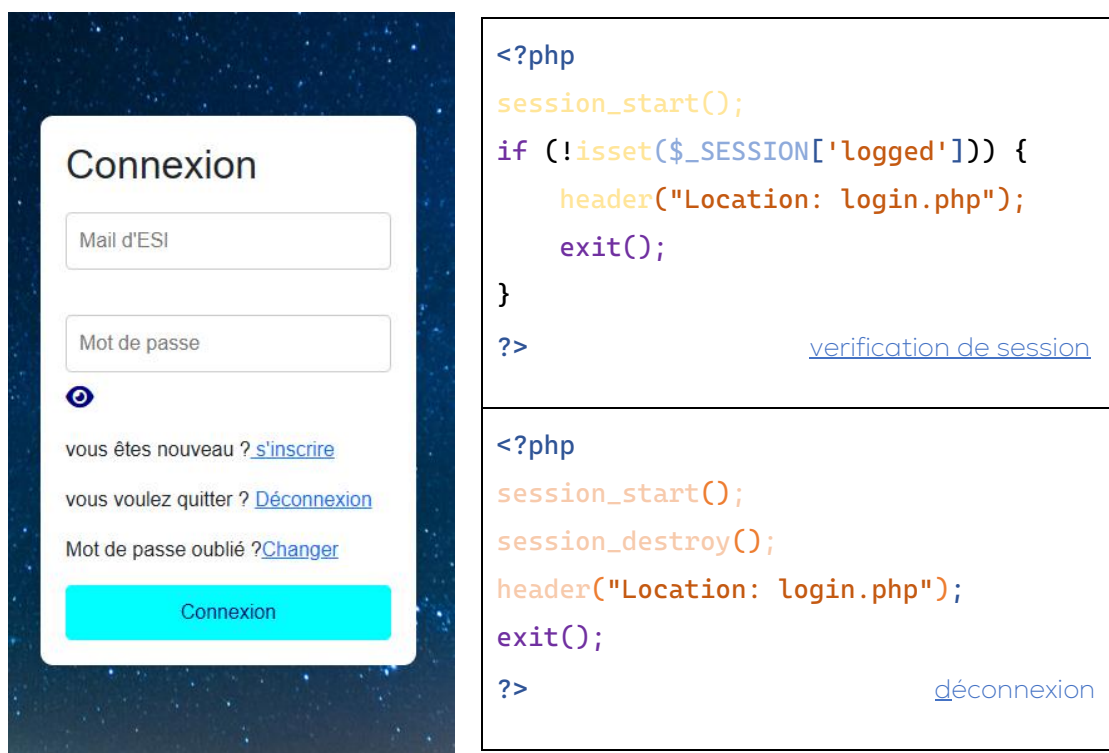 Connexion
Mail d'ESI
Mot de passe
vous êtes nouveau ? s'inscrire
vous voulez quitter ? Déconnexion
Mot de passe oublié ?Changer
Connexion
<?php
session_start();
if (!isset($_SESSION['logged'])) {
    header("Location: login.php");
    exit();
}
?> verification de session
<?php
session_start();
session_destroy();
header("Location: login.php");
exit();
?> déconnexion